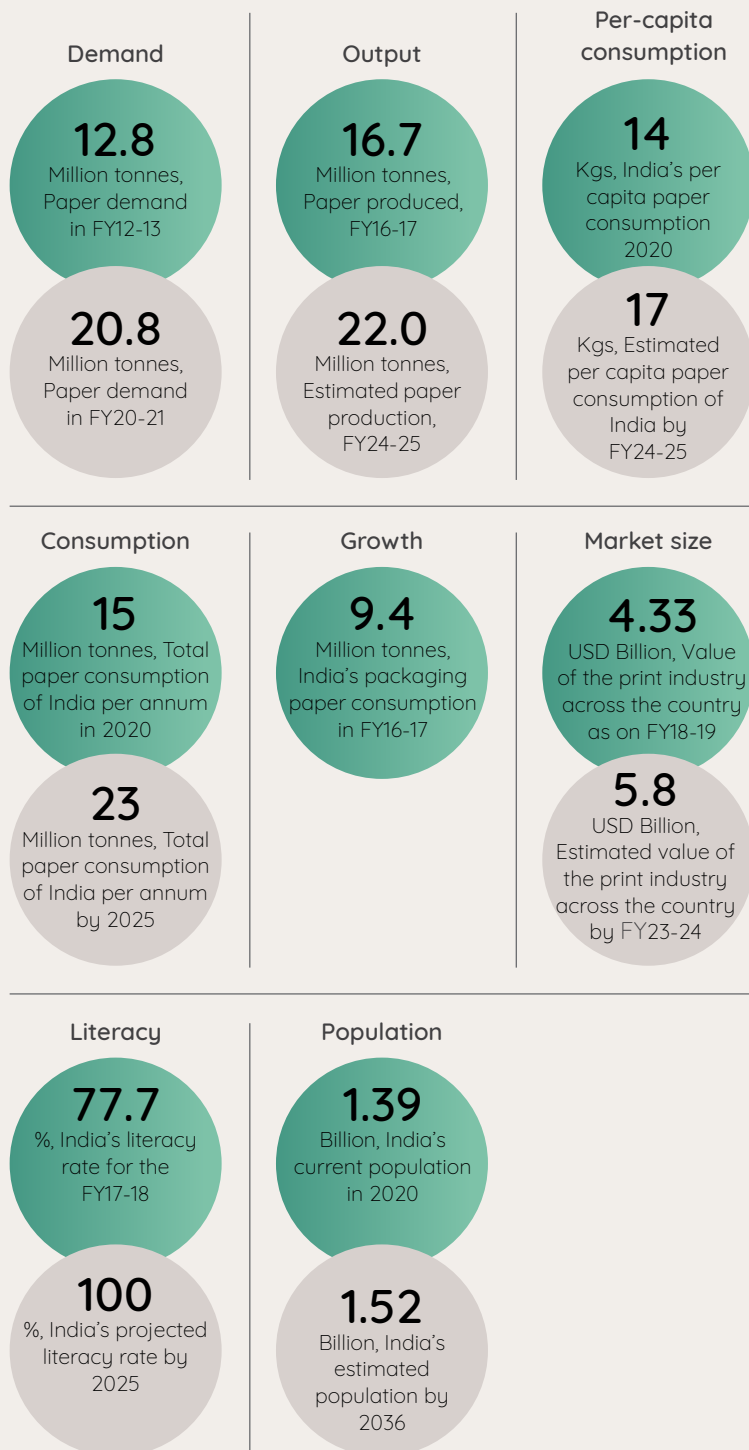 Demand
12.8
Million tonnes,
Paper demand
in FY12-13
20.8
Million tonnes,
Paper demand
in FY20-21
Output
16.7
Million tonnes,
Paper produced,
FY16-17
22.0
Million tonnes,
Estimated paper
production,
FY24-25
Per-capita
consumption
14
Kgs, India's per
capita paper
consumption
2020
17
Kgs, Estimated
per capita paper
consumption of
India by
FY24-25
Consumption
15
Million tonnes, Total
paper consumption
of India per annum
in 2020
23
Million tonnes, Total
paper consumption
of India per annum
by 2025
Growth
9.4
Million tonnes,
India's packaging
paper consumption
in FY16-17
Market size
4.33
USD Billion, Value
of the print industry
across the country
as on FY18-19
5.8
USD Billion,
Estimated value of
the print industry
across the country
by FY23-24
Literacy
77.7
%, India's literacy
rate for the
FY17-18
100
%, India's projected
literacy rate by
2025
Population
1.39
Billion, India's
current population
in 2020
1.52
Billion, India's
estimated
population by
2036